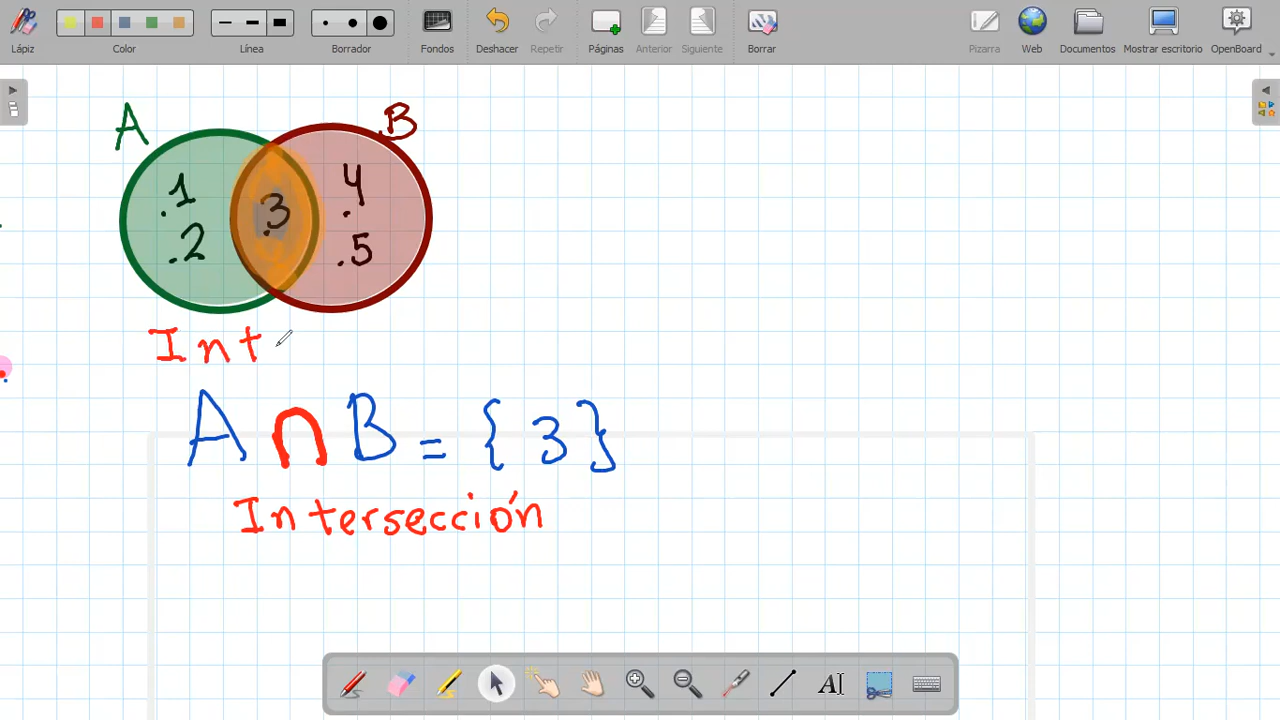 Lápiz Color Línea Borrador Fondos Deshacer Repetir Páginas Anterior Siguiente Borrar Pizarra Web Documentos Mostrar escritorio OpenBoard
A B
.1 .3 4
.2 .5
Int
A ∩ B = { 3 }
Intersección
AI